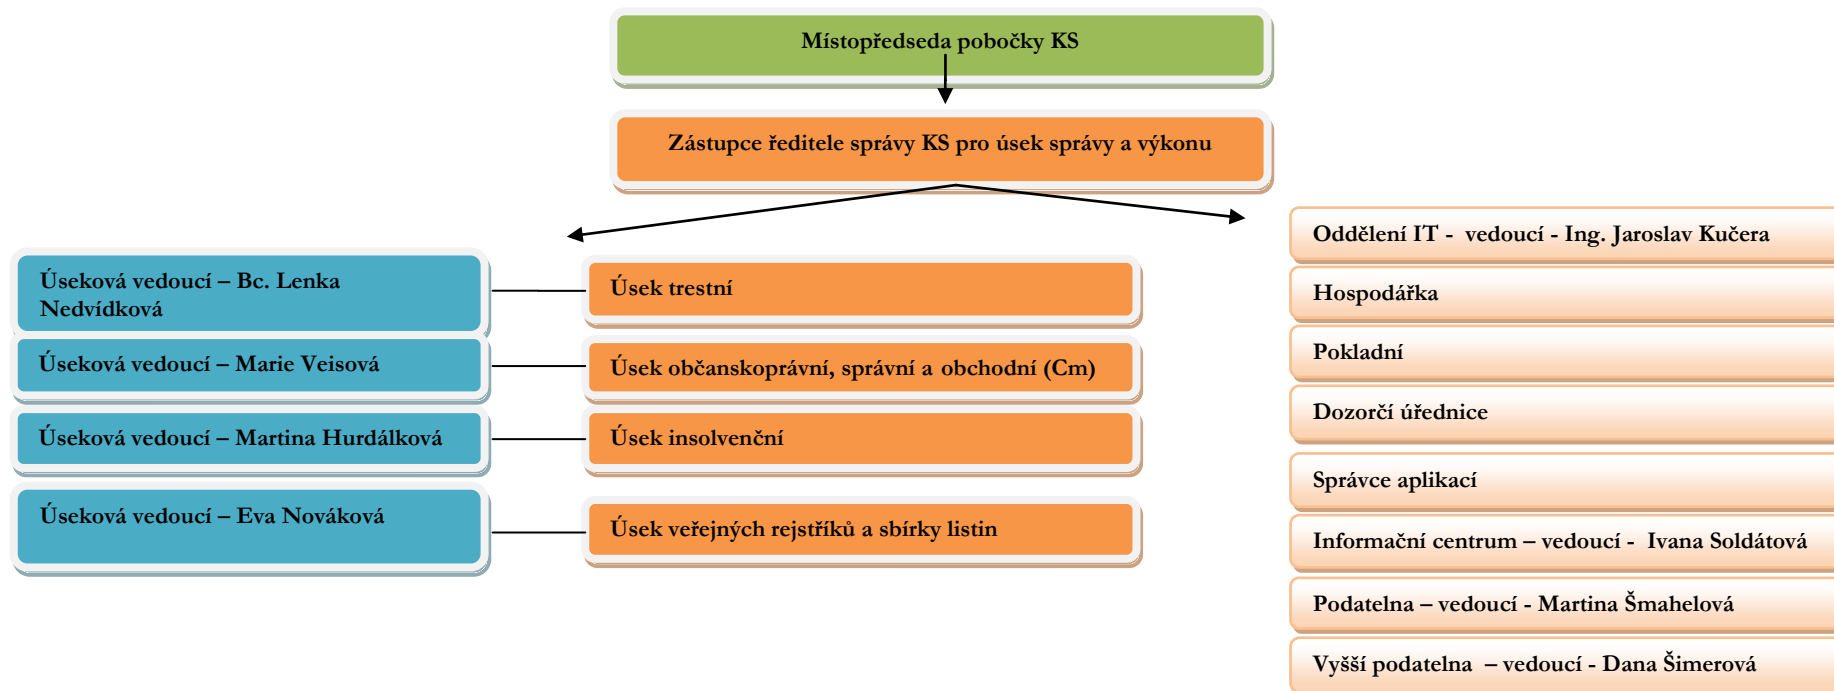 Místopředseda pobočky KS
Zástupce ředitele správy KS pro úsek správy a výkonu
Úseková vedoucí – Bc. Lenka
Nedvídková
Úsek trestní
Úseková vedoucí – Marie Veisová
Úsek občanskoprávní, správní a obchodní (Cm)
Úseková vedoucí – Martina Hurdálková
Úsek insolvenční
Úseková vedoucí – Eva Nováková
Úsek veřejných rejstříků a sbírky listin
Oddělení IT - vedoucí - Ing. Jaroslav Kučera
Hospodářka
Pokladní
Dozorčí úřednice
Správce aplikací
Informační centrum – vedoucí - Ivana Soldátová
Podatelna – vedoucí - Martina Šmahelová
Vyšší podatelna – vedoucí - Dana Šimerová